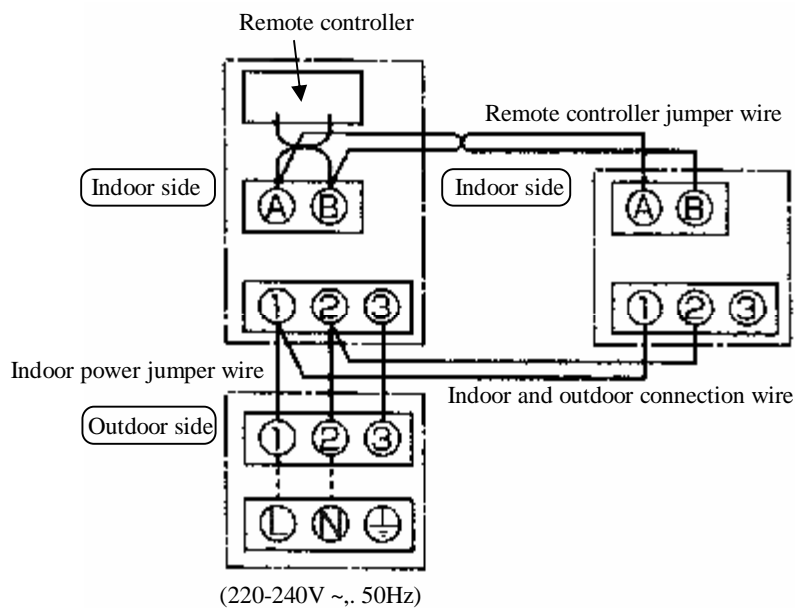 Remote controller
Remote controller jumper wire
Indoor side
Indoor side
A B
A B
1 2 3
1 2 3
Indoor power jumper wire
Indoor and outdoor connection wire
Outdoor side
1 2 3
L N
(220-240V ~,. 50Hz)